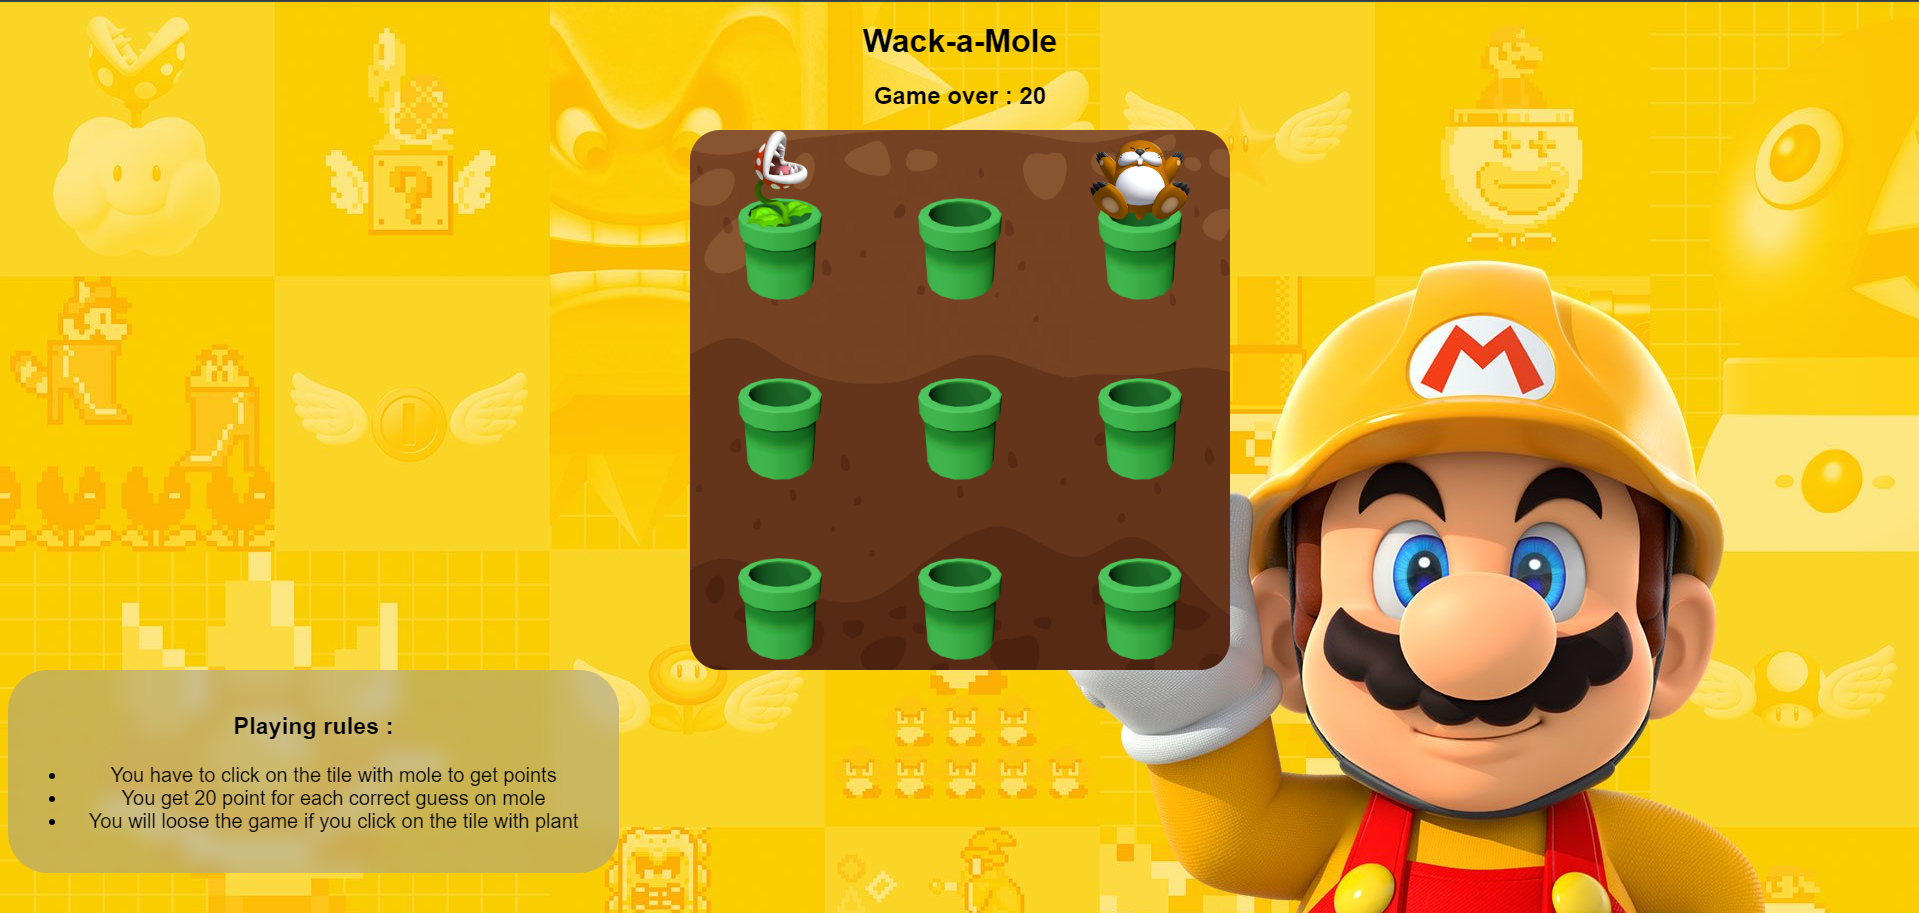 Wack-a-Mole
Game over : 20
M
?
Playing rules :
• You have to click on the tile with mole to get points
• You get 20 point for each correct guess on mole
• You will loose the game if you click on the tile with plant